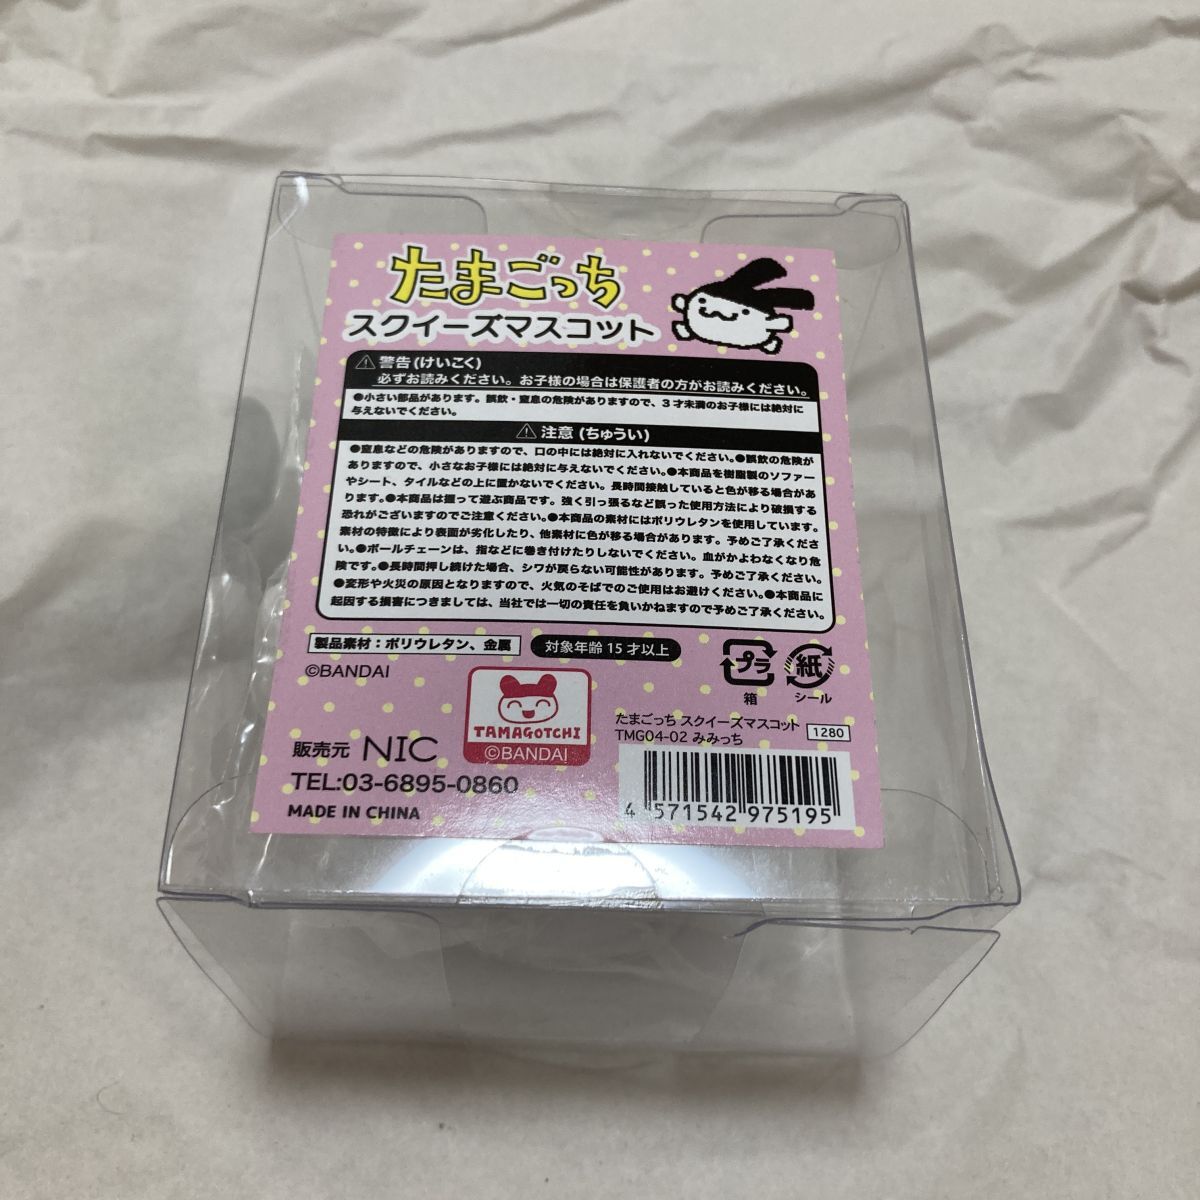 たまごっち
スクイーズマスコット
⚠ 警告(けいこく)
必ずお読みください。お子様の場合は保護者の方がお読みください。
●小さい部品があります。誤飲・窒息の危険がありますので、3才未満のお子様には絶対に
与えないでください。
⚠ 注意(ちゅうい)
●窒息などの危険がありますので、口の中には絶対に入れないでください。●誤飲の危険が
ありますので、小さなお子様には絶対に与えないでください。●本商品を樹脂製のソファー
やシート、タイルなどの上に置かないでください。長時間接触していると色が移る場合があ
ります。●本商品は握って遊ぶ商品です。強く引っ張るなど誤った使用方法により破損する
恐れがございますのでご注意ください。●本商品の素材にはポリウレタンを使用しています。
素材の特徴により表面が劣化したり、他素材に色が移る場合があります。予めご了承くださ
い。●ボールチェーンは、指などに巻き付けたりしないでください。血がかよわなくなり危
険です。●長時間押し続けた場合、シワが戻らない可能性があります。予めご了承ください。
●変形や火災の原因となりますので、火気のそばでのご使用はお避けください。●本商品に
起因する損害につきましては、当社では一切の責任を負いかねますので予めご了承ください。
製品素材:ポリウレタン、金属
対象年齢15才以上
©BANDAI
プラ
箱
紙
シール
TAMAGOTCHI
©BANDAI
販売元 NIC
TEL:03-6895-0860
MADE IN CHINA
たまごっち スクイーズマスコット
TMG04-02 みみっち
1280
4 571542 975195